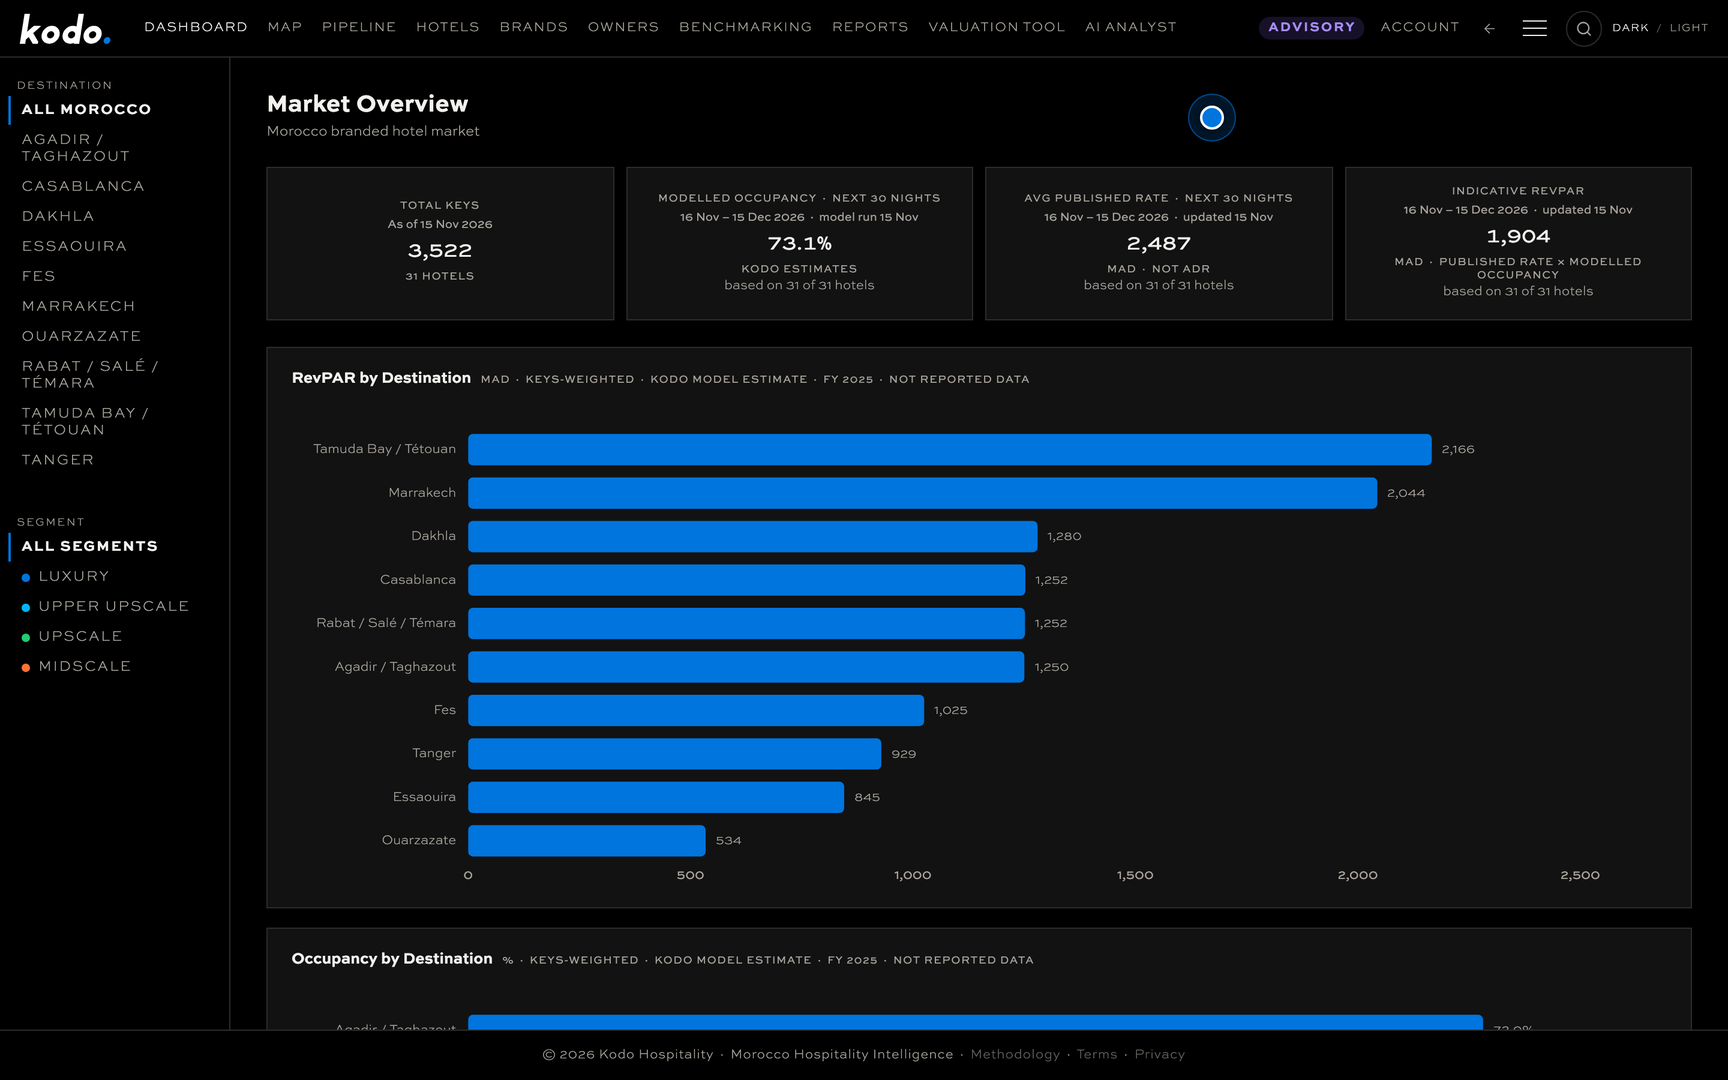 kodo.
DASHBOARD MAP PIPELINE HOTELS BRANDS OWNERS BENCHMARKING REPORTS VALUATION TOOL AI ANALYST ADVISORY ACCOUNT ← DARK / LIGHT
DESTINATION
ALL MOROCCO
AGADIR /
TAGHAZOUT
CASABLANCA
DAKHLA
ESSAOUIRA
FES
MARRAKECH
OUARZAZATE
RABAT / SALÉ /
TÉMARA
TAMUDA BAY /
TÉTOUAN
TANGER
SEGMENT
ALL SEGMENTS
LUXURY
UPPER UPSCALE
UPSCALE
MIDSCALE
Market Overview
Morocco branded hotel market
TOTAL KEYS
As of 15 Nov 2026
3,522
31 HOTELS
MODELLED OCCUPANCY · NEXT 30 NIGHTS
16 Nov – 15 Dec 2026 · model run 15 Nov
73.1%
KODO ESTIMATES
based on 31 of 31 hotels
AVG PUBLISHED RATE · NEXT 30 NIGHTS
16 Nov – 15 Dec 2026 · updated 15 Nov
2,487
MAD · NOT ADR
based on 31 of 31 hotels
INDICATIVE REVPAR
16 Nov – 15 Dec 2026 · updated 15 Nov
1,904
MAD · PUBLISHED RATE × MODELLED
OCCUPANCY
based on 31 of 31 hotels
RevPAR by Destination MAD · KEYS-WEIGHTED · KODO MODEL ESTIMATE · FY 2025 · NOT REPORTED DATA
Tamuda Bay / Tétouan 2,166
Marrakech 2,044
Dakhla 1,280
Casablanca 1,252
Rabat / Salé / Témara 1,252
Agadir / Taghazout 1,250
Fes 1,025
Tanger 929
Essaouira 845
Ouarzazate 534
0 500 1,000 1,500 2,000 2,500
Occupancy by Destination % · KEYS-WEIGHTED · KODO MODEL ESTIMATE · FY 2025 · NOT REPORTED DATA
Agadir / Taghazout
© 2026 Kodo Hospitality · Morocco Hospitality Intelligence · Methodology · Terms · Privacy